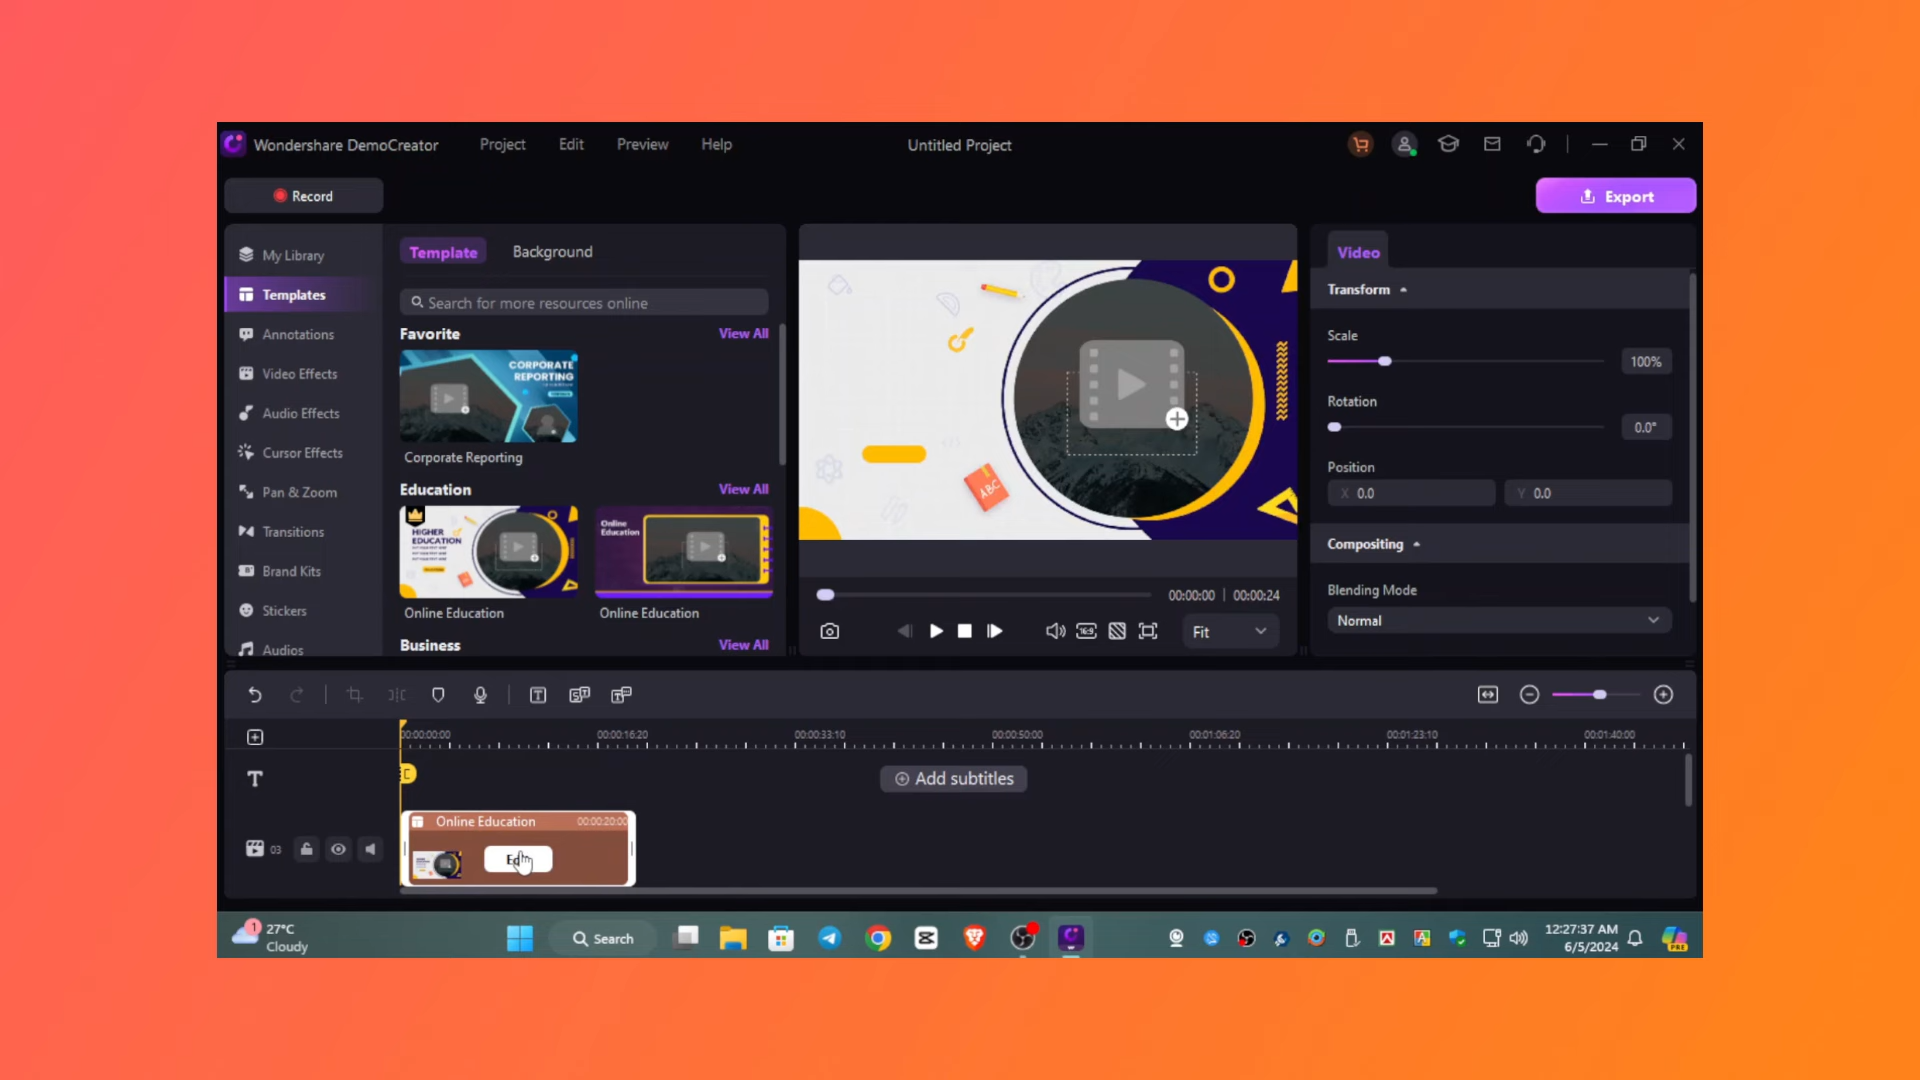 Wondershare DemoCreator
Project
Edit
Preview
Help
Untitled Project
Record
Export
My Library
Templates
Annotations
Video Effects
Audio Effects
Cursor Effects
Pan & Zoom
Transitions
Brand Kits
Stickers
Audios
Template
Background
Search for more resources online
Favorite
View All
CORPORATE
REPORTING
Corporate Reporting
Education
View All
HIGHER
EDUCATION
Online Education
Online
Education
Online Education
Business
View All
ABC
00:00:00 | 00:00:24
16:9
Fit
Video
Transform
Scale
100%
Rotation
0.0°
Position
X 0.0
Y 0.0
Compositing
Blending Mode
Normal
00:00:00:00
00:00:16:20
00:00:33:10
00:00:50:00
00:01:06:20
00:01:23:10
00:01:40:00
Add subtitles
03
Online Education
00:00:20:00
1
27°C
Cloudy
Search
12:27:37 AM
6/5/2024
PRE